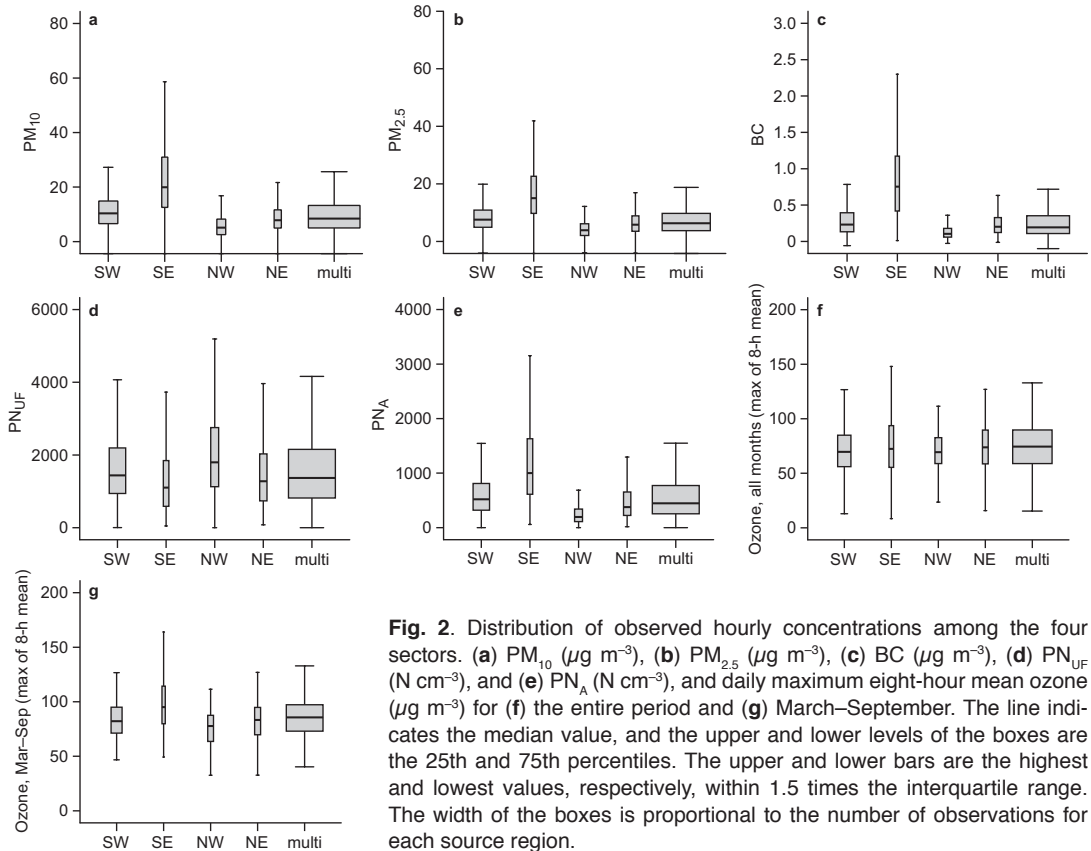 a
80
60
40
20
0
PM10
SW SE NW NE multi
b
80
60
40
20
0
PM2.5
SW SE NW NE multi
c
3.0
2.5
2.0
1.5
1.0
0.5
0
BC
SW SE NW NE multi
d
6000
4000
2000
0
PNUF
SW SE NW NE multi
e
4000
3000
2000
1000
0
PNA
SW SE NW NE multi
f
200
150
100
50
0
Ozone, all months (max of 8-h mean)
SW SE NW NE multi
g
200
150
100
50
0
Ozone, Mar–Sep (max of 8-h mean)
SW SE NW NE multi
Fig. 2. Distribution of observed hourly concentrations among the four
sectors. (a) PM10 (µg m–3), (b) PM2.5 (µg m–3), (c) BC (µg m–3), (d) PNUF
(N cm–3), and (e) PNA (N cm–3), and daily maximum eight-hour mean ozone
(µg m–3) for (f) the entire period and (g) March–September. The line indi-
cates the median value, and the upper and lower levels of the boxes are
the 25th and 75th percentiles. The upper and lower bars are the highest
and lowest values, respectively, within 1.5 times the interquartile range.
The width of the boxes is proportional to the number of observations for
each source region.